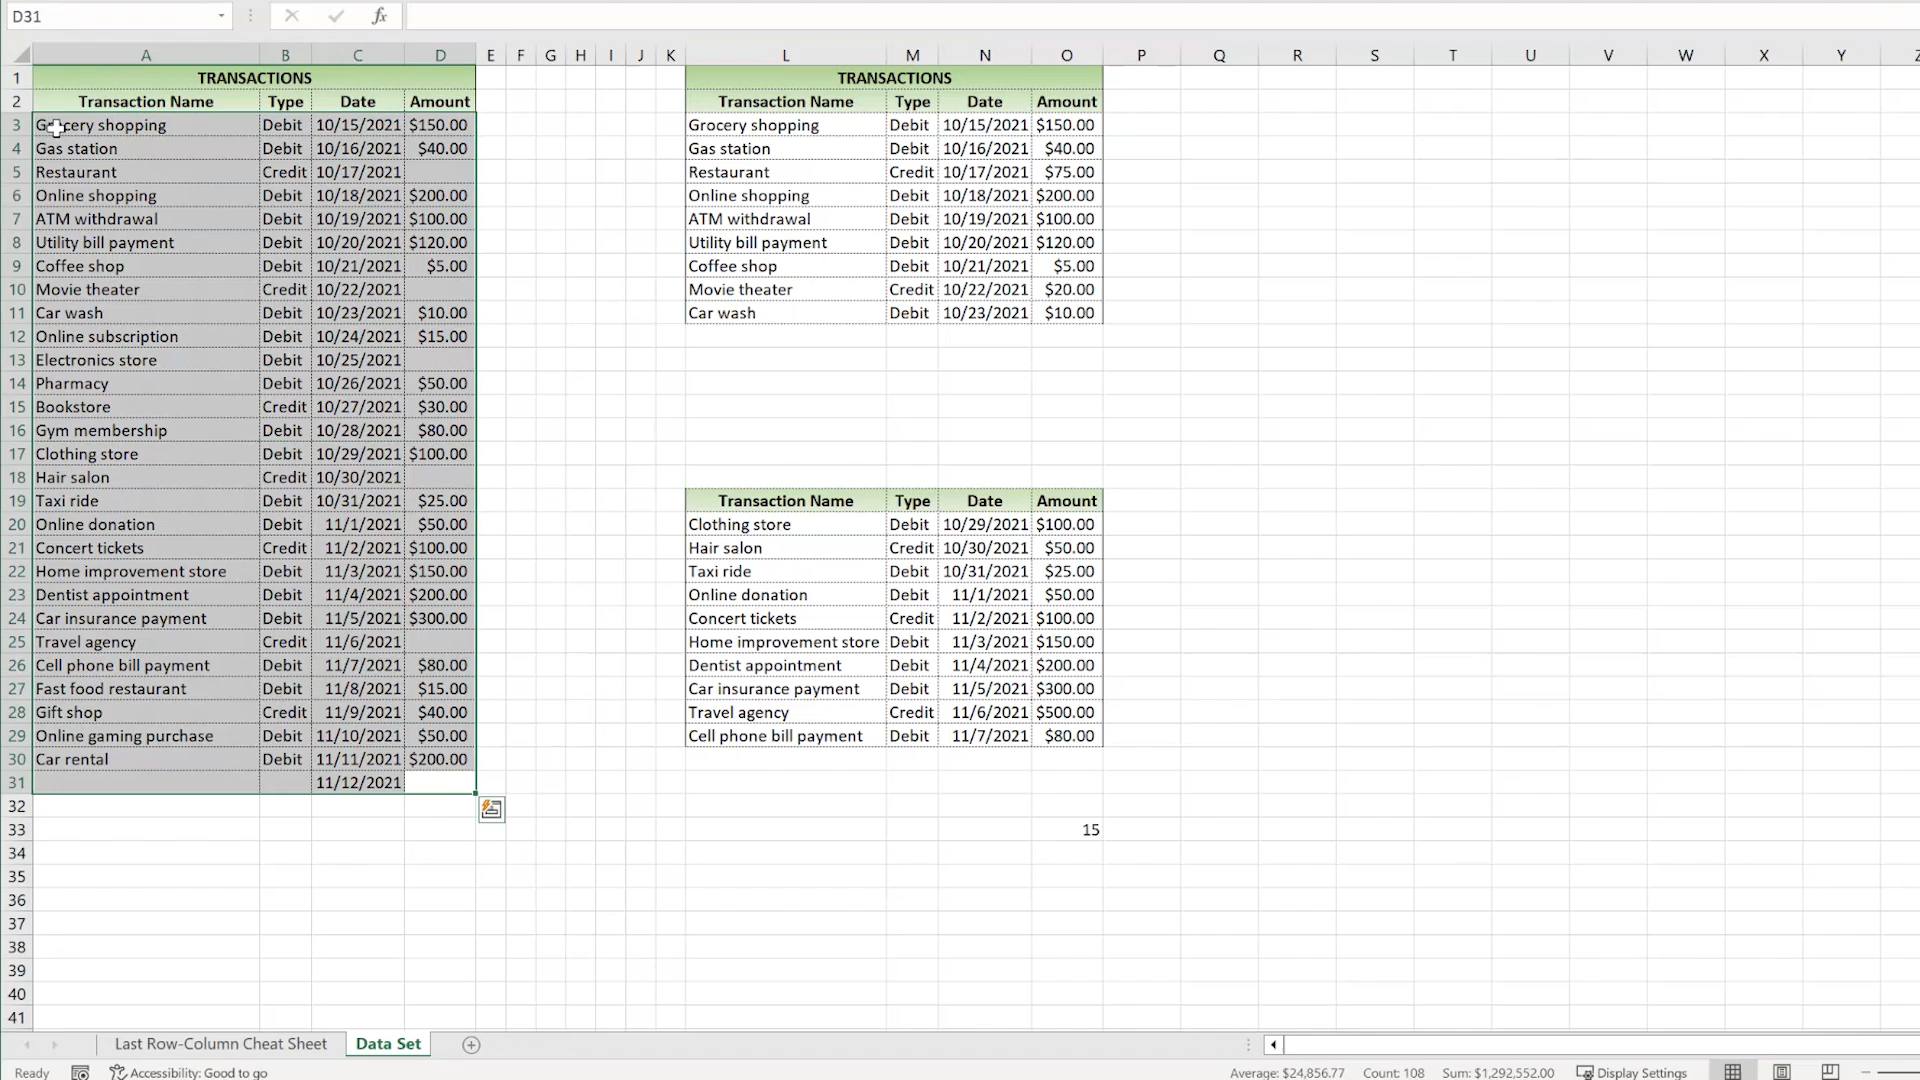 D31 fx
A B C D E F G H I J K L M N O P Q R S T U V W X Y Z
1 TRANSACTIONS TRANSACTIONS
2 Transaction Name Type Date Amount Transaction Name Type Date Amount
3 Grocery shopping Debit 10/15/2021 $150.00 Grocery shopping Debit 10/15/2021 $150.00
4 Gas station Debit 10/16/2021 $40.00 Gas station Debit 10/16/2021 $40.00
5 Restaurant Credit 10/17/2021 Restaurant Credit 10/17/2021 $75.00
6 Online shopping Debit 10/18/2021 $200.00 Online shopping Debit 10/18/2021 $200.00
7 ATM withdrawal Debit 10/19/2021 $100.00 ATM withdrawal Debit 10/19/2021 $100.00
8 Utility bill payment Debit 10/20/2021 $120.00 Utility bill payment Debit 10/20/2021 $120.00
9 Coffee shop Debit 10/21/2021 $5.00 Coffee shop Debit 10/21/2021 $5.00
10 Movie theater Credit 10/22/2021 Movie theater Credit 10/22/2021 $20.00
11 Car wash Debit 10/23/2021 $10.00 Car wash Debit 10/23/2021 $10.00
12 Online subscription Debit 10/24/2021 $15.00
13 Electronics store Debit 10/25/2021
14 Pharmacy Debit 10/26/2021 $50.00
15 Bookstore Credit 10/27/2021 $30.00
16 Gym membership Debit 10/28/2021 $80.00
17 Clothing store Debit 10/29/2021 $100.00
18 Hair salon Credit 10/30/2021
19 Taxi ride Debit 10/31/2021 $25.00 Transaction Name Type Date Amount
20 Online donation Debit 11/1/2021 $50.00 Clothing store Debit 10/29/2021 $100.00
21 Concert tickets Credit 11/2/2021 $100.00 Hair salon Credit 10/30/2021 $50.00
22 Home improvement store Debit 11/3/2021 $150.00 Taxi ride Debit 10/31/2021 $25.00
23 Dentist appointment Debit 11/4/2021 $200.00 Online donation Debit 11/1/2021 $50.00
24 Car insurance payment Debit 11/5/2021 $300.00 Concert tickets Credit 11/2/2021 $100.00
25 Travel agency Credit 11/6/2021 Home improvement store Debit 11/3/2021 $150.00
26 Cell phone bill payment Debit 11/7/2021 $80.00 Dentist appointment Debit 11/4/2021 $200.00
27 Fast food restaurant Debit 11/8/2021 $15.00 Car insurance payment Debit 11/5/2021 $300.00
28 Gift shop Credit 11/9/2021 $40.00 Travel agency Credit 11/6/2021 $500.00
29 Online gaming purchase Debit 11/10/2021 $50.00 Cell phone bill payment Debit 11/7/2021 $80.00
30 Car rental Debit 11/11/2021 $200.00
31 11/12/2021
32
33 15
34
35
36
37
38
39
40
41
Last Row-Column Cheat Sheet Data Set
Ready Accessibility: Good to go Average: $24,856.77 Count: 108 Sum: $1,292,552.00 Display Settings